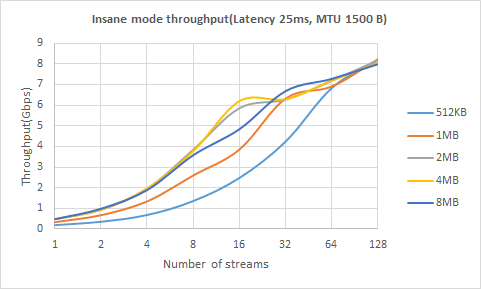 Insane mode throughput(Latency 25ms, MTU 1500 B)
Throughput(Gbps)
9
8
7
6
5
4
3
2
1
0
1 2 4 8 16 32 64 128
Number of streams
512KB
1MB
2MB
4MB
8MB